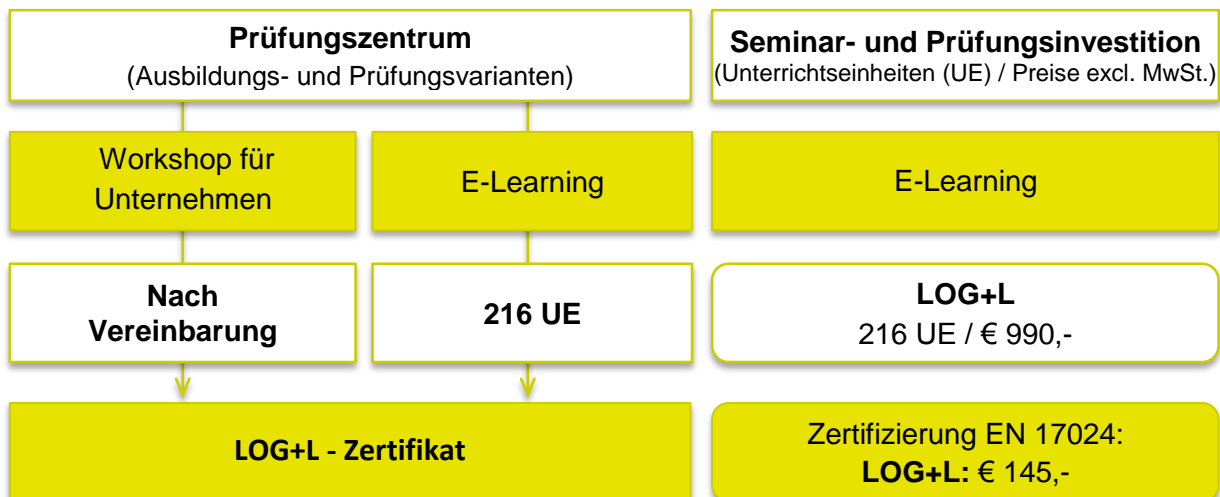 Prüfungszentrum
(Ausbildungs- und Prüfungsvarianten)
Seminar- und Prüfungsinvestition
(Unterrichtseinheiten (UE) / Preise excl. MwSt.)
Workshop für
Unternehmen
E-Learning
E-Learning
Nach
Vereinbarung
216 UE
LOG+L
216 UE / € 990,-
LOG+L - Zertifikat
Zertifizierung EN 17024:
LOG+L: € 145,-